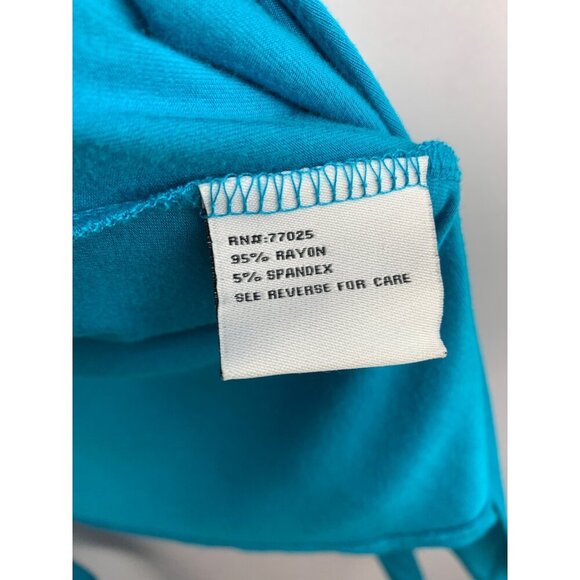 RN#:77025
95% RAYON
5% SPANDEX
SEE REVERSE FOR CARE